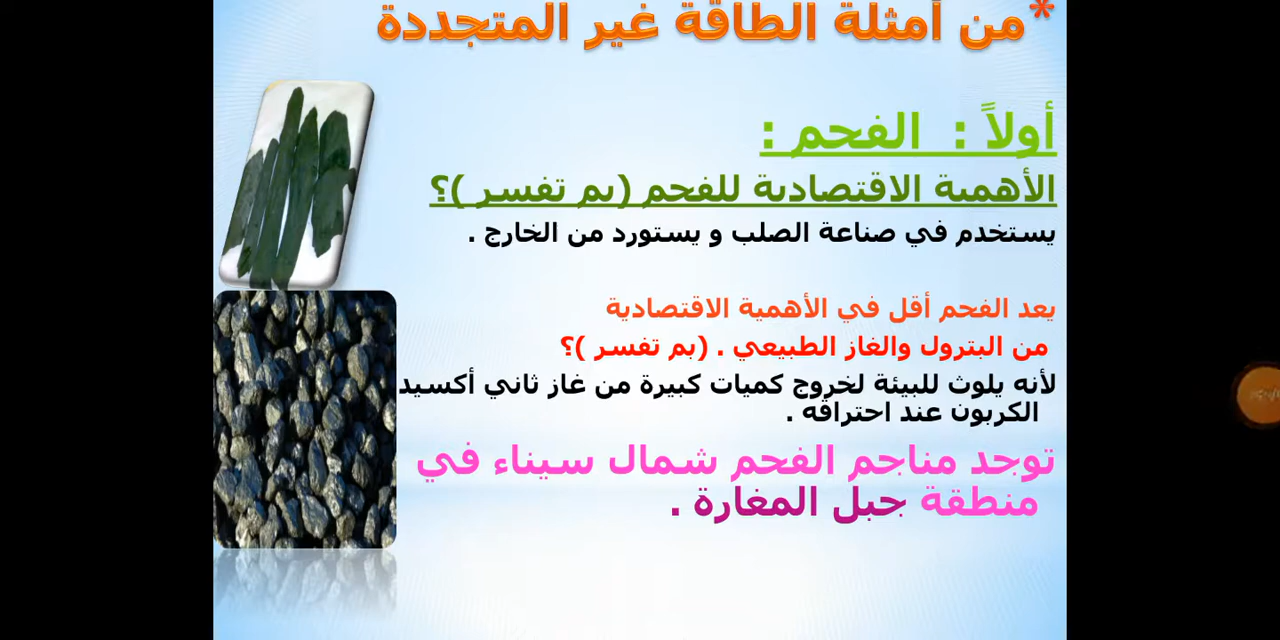 *من أمثلة الطاقة غير المتجددة
أولاً : الفحم :
الأهمية الاقتصادية للفحم (بم تفسر )؟
يستخدم في صناعة الصلب و يستورد من الخارج .
يعد الفحم أقل في الأهمية الاقتصادية
من البترول والغاز الطبيعي . (بم تفسر )؟
لأنه يلوث للبيئة لخروج كميات كبيرة من غاز ثاني أكسيد
الكربون عند احتراقه .
توجد مناجم الفحم شمال سيناء في
منطقة جبل المغارة .